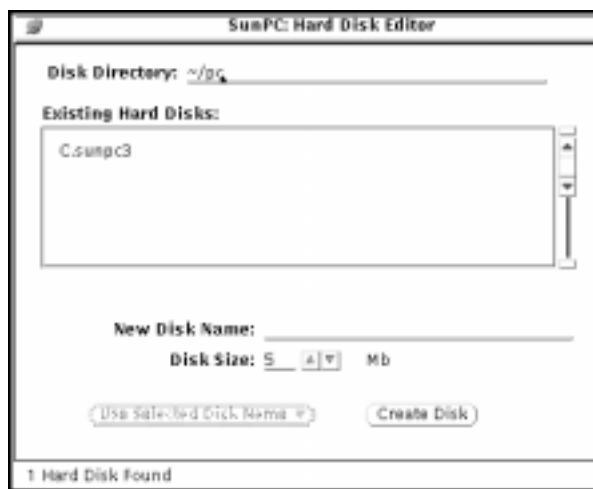 SunPC: Hard Disk Editor
Disk Directory: ~/pc
Existing Hard Disks:
C.sunpc3
New Disk Name:
Disk Size: 5 Mb
Use Selected Disk Name Create Disk
1 Hard Disk Found